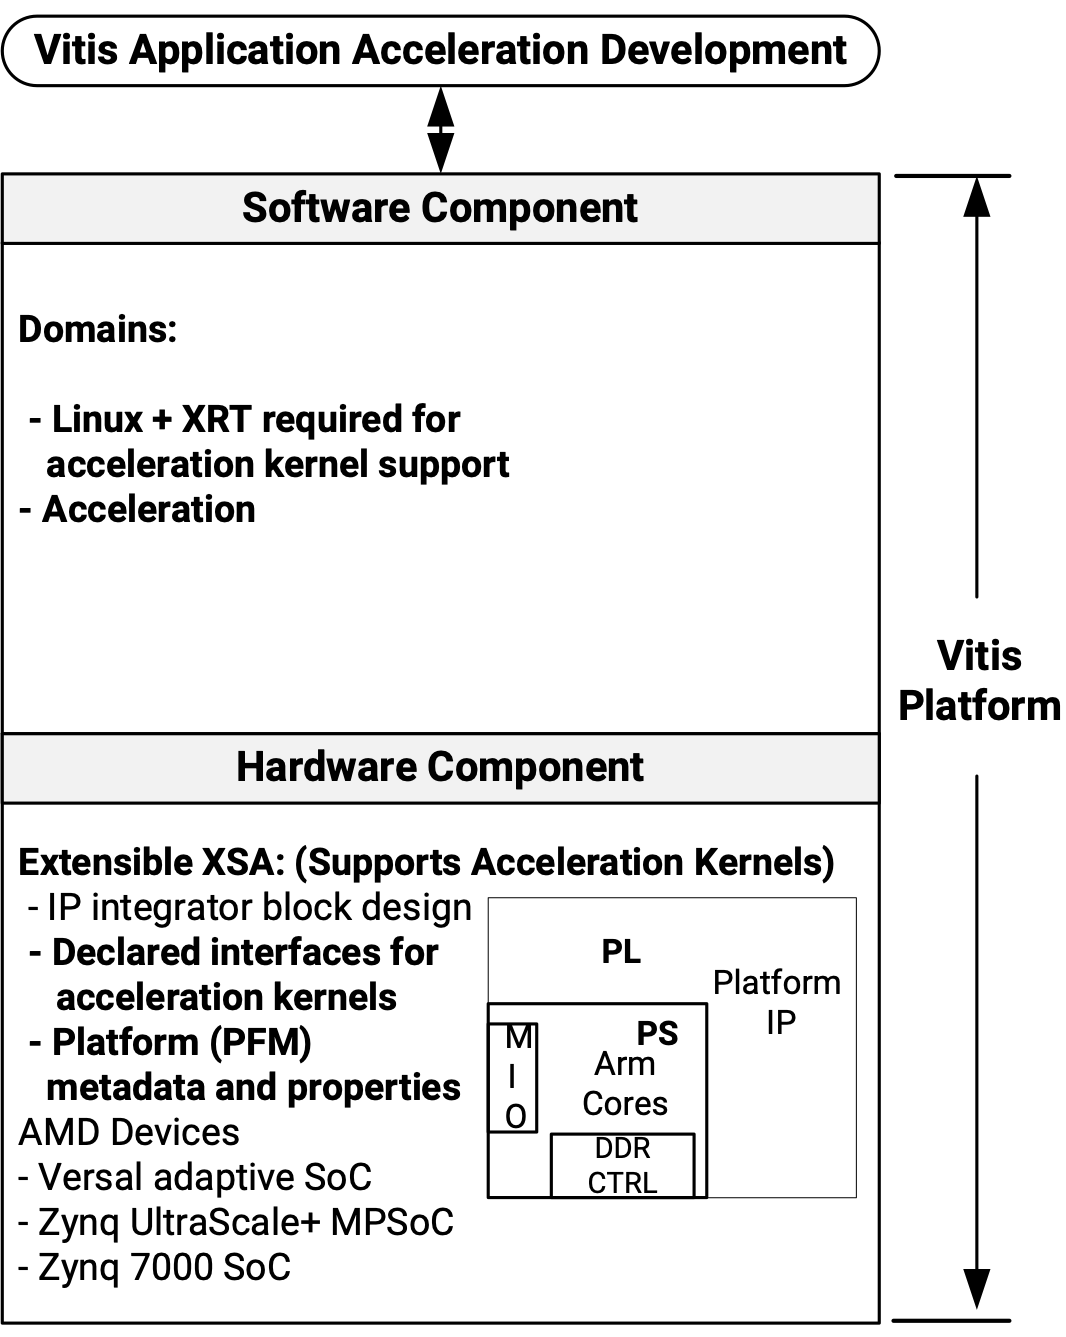 Vitis Application Acceleration Development
Software Component
Domains:
- Linux + XRT required for
acceleration kernel support
- Acceleration
Vitis
Platform
Hardware Component
Extensible XSA: (Supports Acceleration Kernels)
- IP integrator block design
- Declared interfaces for
acceleration kernels
- Platform (PFM)
metadata and properties
AMD Devices
- Versal adaptive SoC
- Zynq UltraScale+ MPSoC
- Zynq 7000 SoC
PL
Platform
IP
PS
Arm
Cores
M
I
O
DDR
CTRL